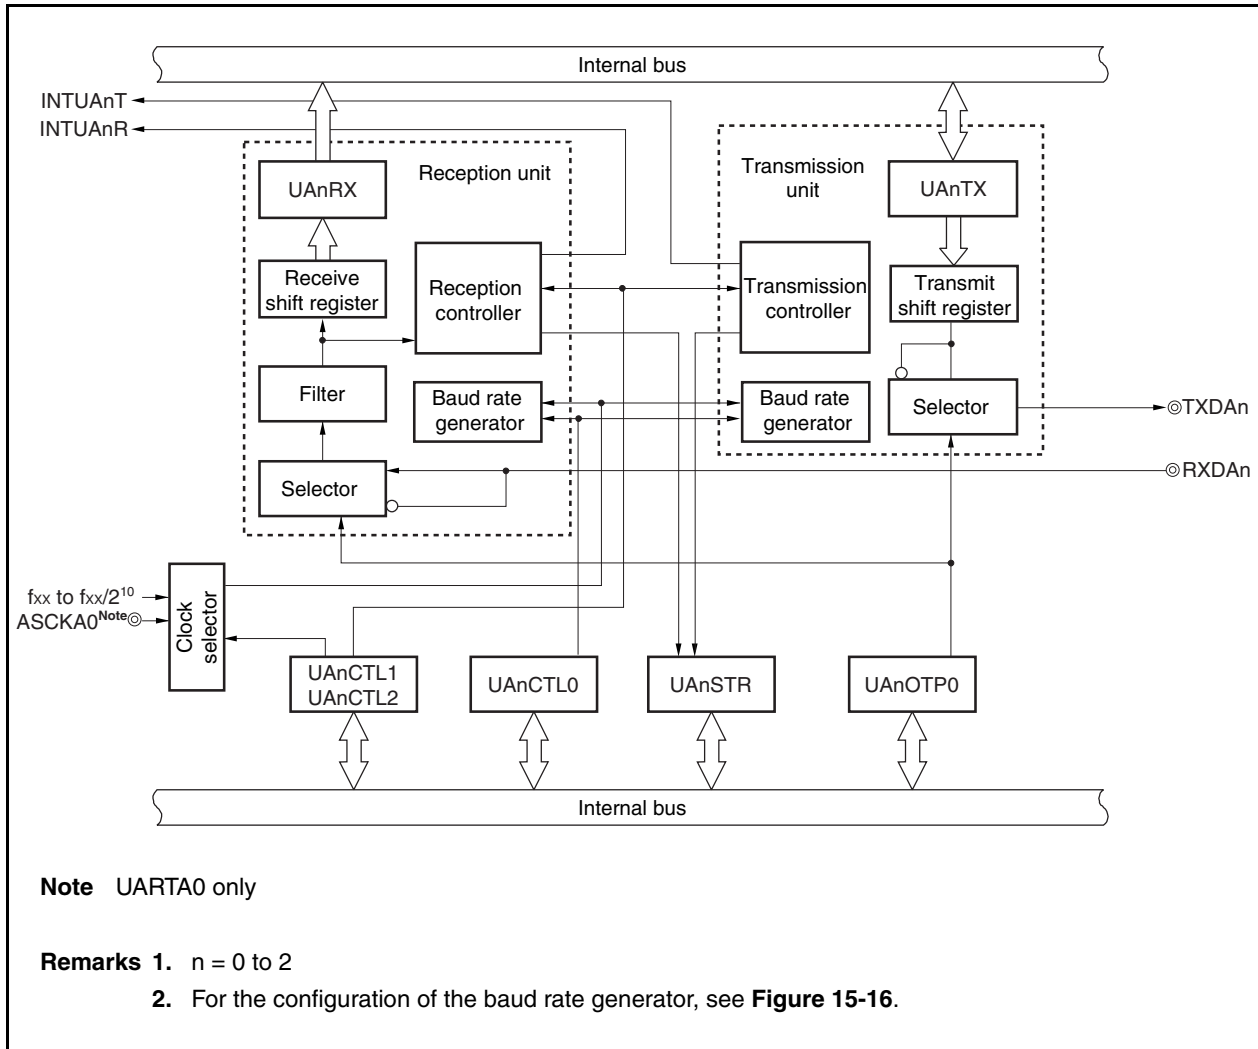 Internal bus
INTUAnT
INTUAnR
Reception unit
Transmission
unit
UAnRX
UAnTX
Receive
shift register
Reception
controller
Transmission
controller
Transmit
shift register
Filter
Baud rate
generator
Baud rate
generator
Selector
TXDAn
RXDAn
Selector
fxx to fxx/2¹⁰
ASCKA0Note
Clock
selector
UAnCTL1
UAnCTL2
UAnCTL0
UAnSTR
UAnOTP0
Internal bus
Note UARTA0 only
Remarks 1. n = 0 to 2
2. For the configuration of the baud rate generator, see Figure 15-16.